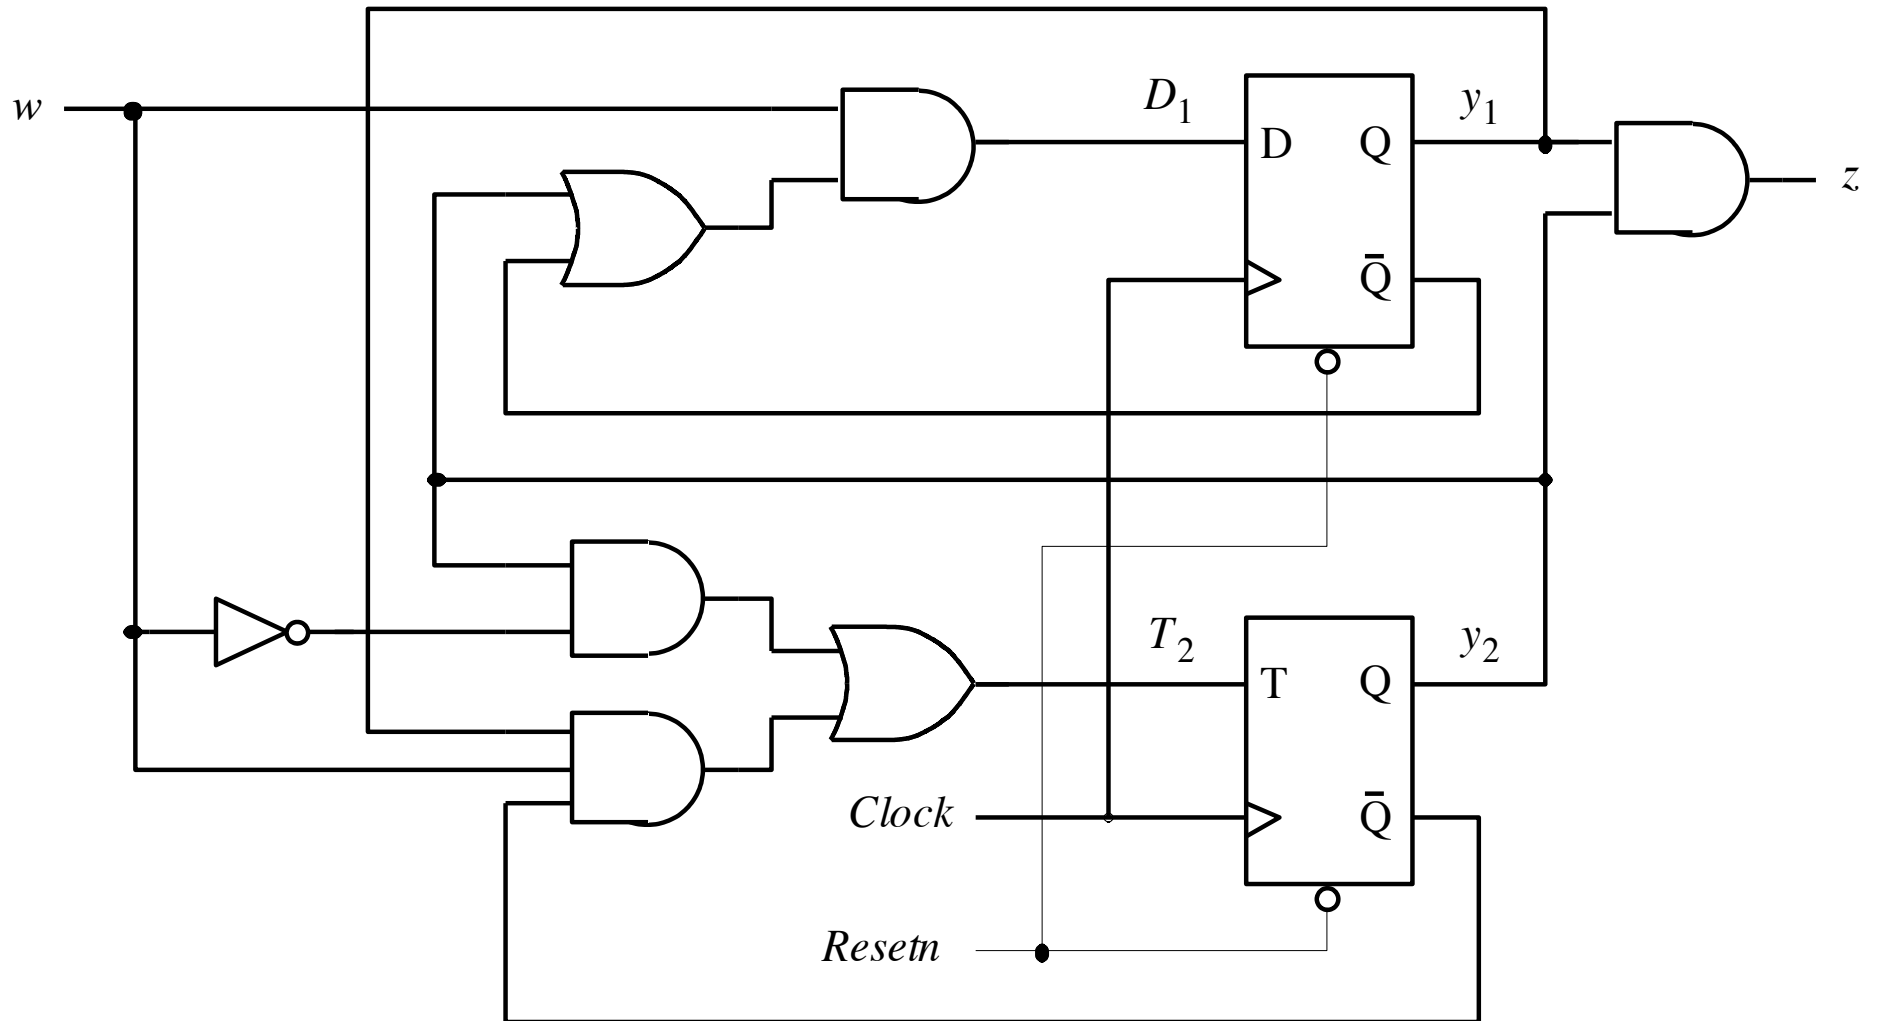 w
D1
D Q
Q̅
y1
z
T2
T Q
Q̅
y2
Clock
Resetn